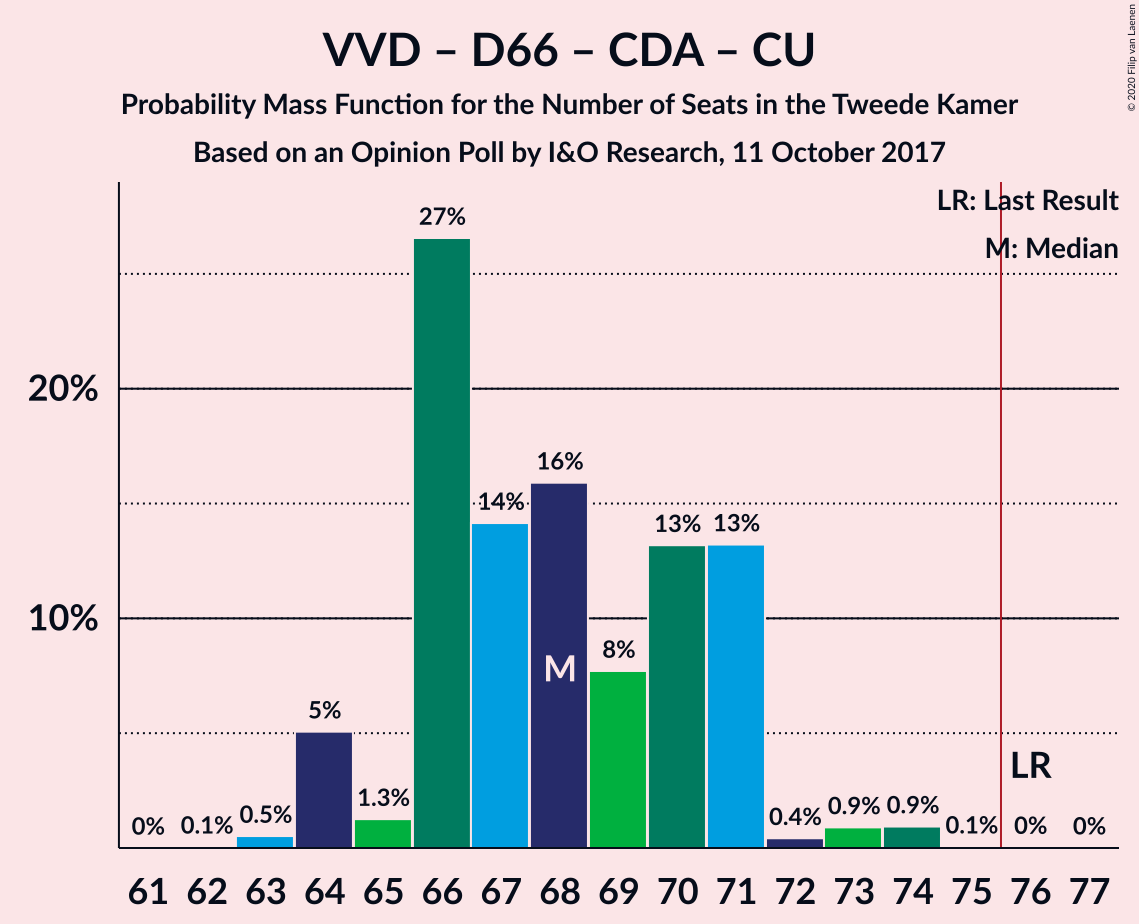 VVD – D66 – CDA – CU
Probability Mass Function for the Number of Seats in the Tweede Kamer
Based on an Opinion Poll by I&O Research, 11 October 2017
© 2020 Filip van Laenen
LR: Last Result
M: Median
27%
20%
16%
14%
13% 13%
10%
8%
M
5%
LR
0% 0.1% 0.5% 1.3% 0.4% 0.9% 0.9% 0.1% 0% 0%
61 62 63 64 65 66 67 68 69 70 71 72 73 74 75 76 77